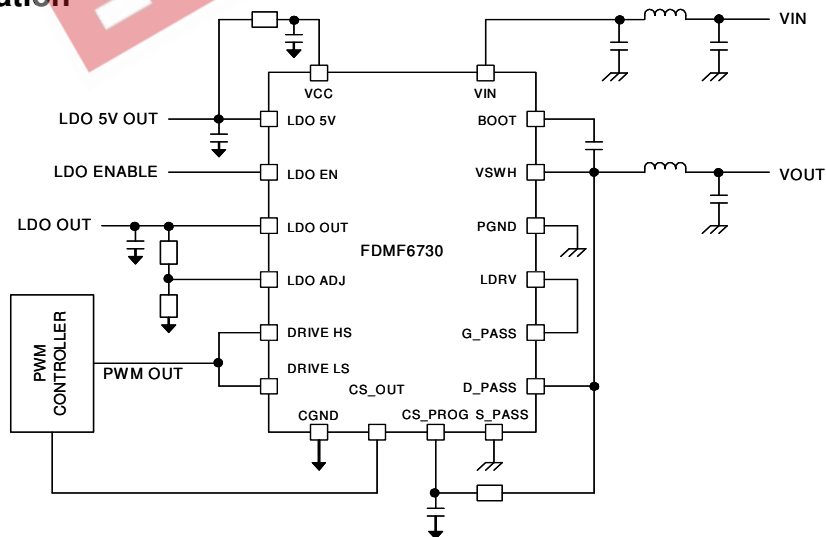 VIN
VCC
VIN
LDO 5V OUT
LDO 5V
BOOT
LDO ENABLE
LDO EN
VSWH
VOUT
LDO OUT
LDO OUT
PGND
FDMF6730
LDO ADJ
LDRV
PWM CONTROLLER
DRIVE HS
G_PASS
PWM OUT
DRIVE LS
CS_OUT
D_PASS
CGND
CS_PROG
S_PASS